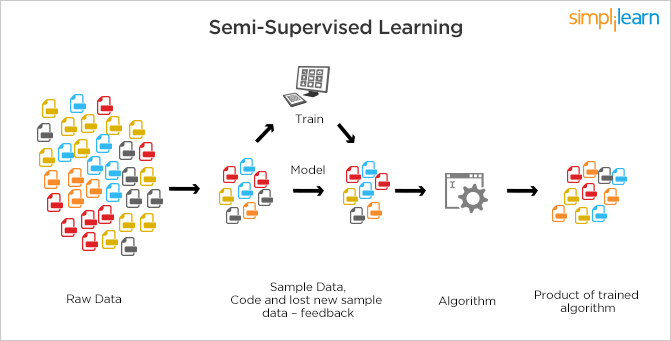 Semi-Supervised Learning
simplilearn
Train
Model
Raw Data
Sample Data,
Code and lost new sample
data – feedback
Algorithm
Product of trained
algorithm